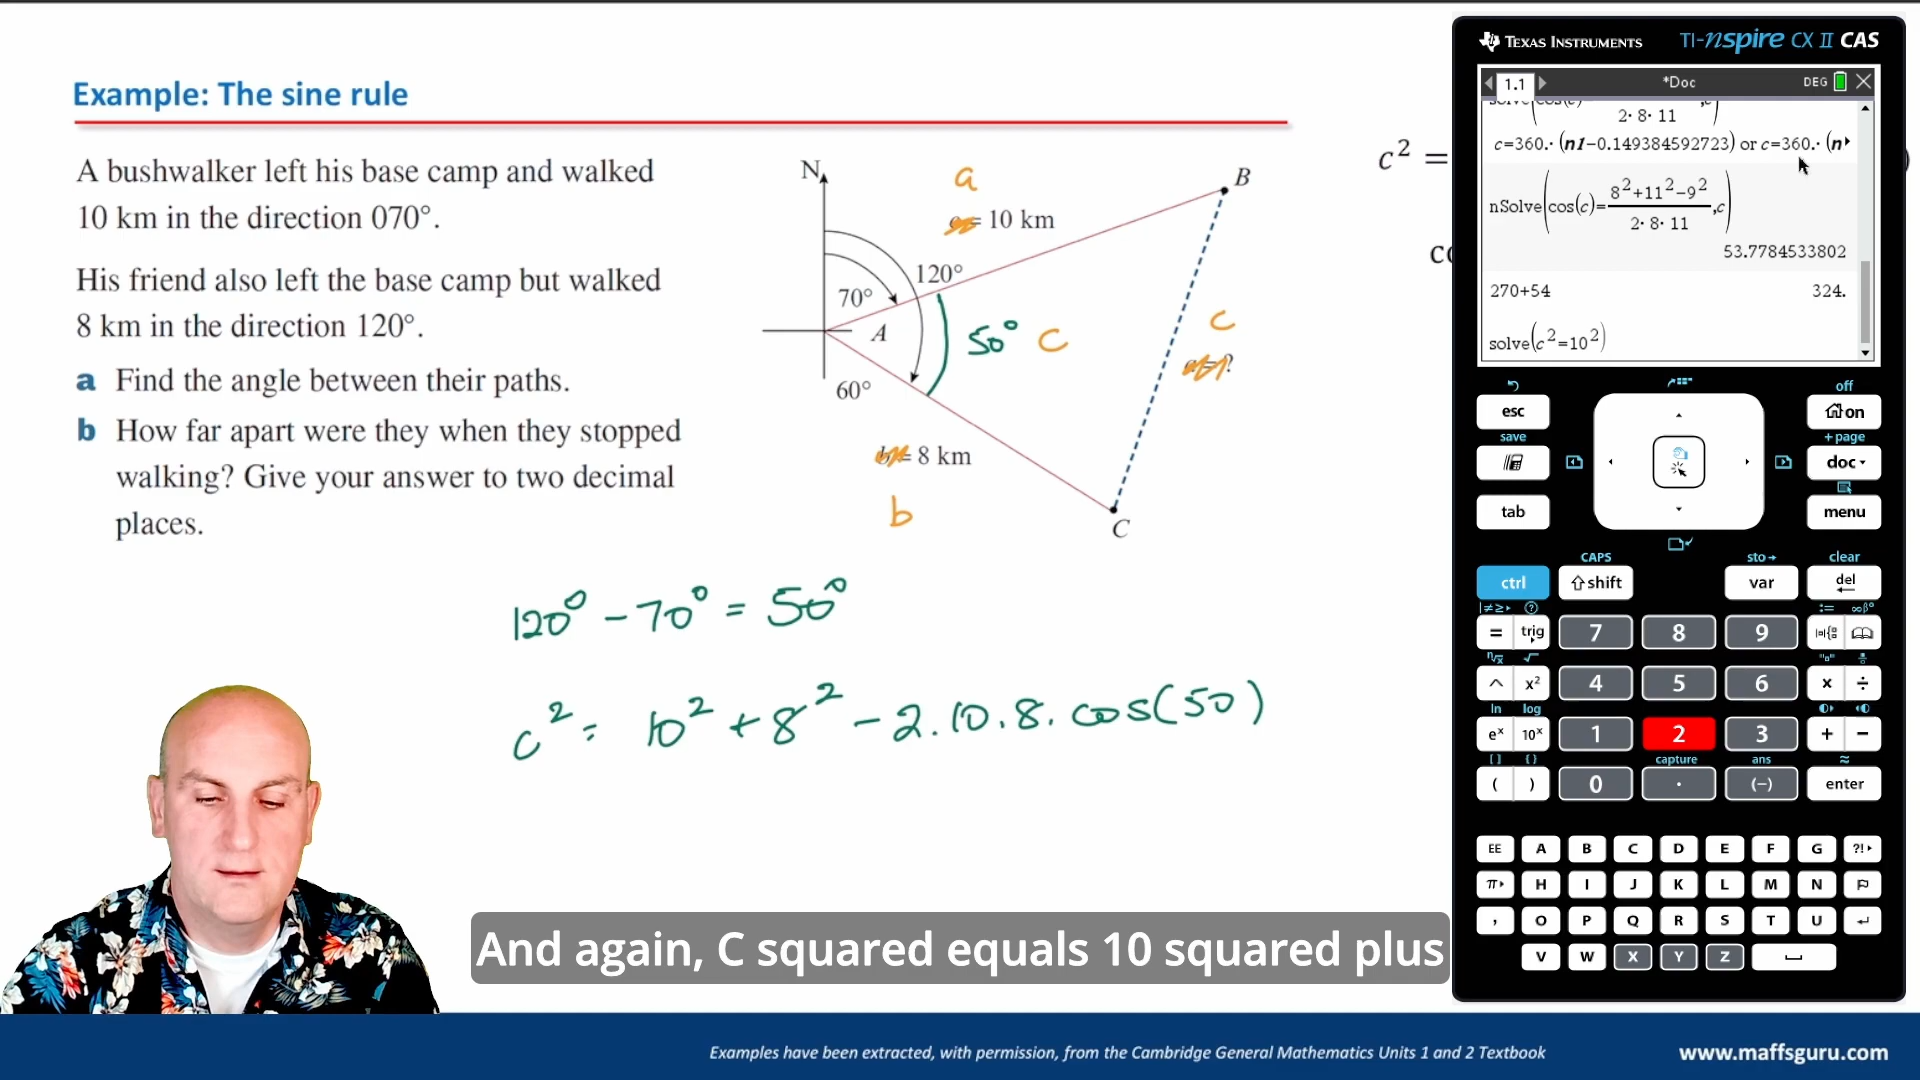 Example: The sine rule
A bushwalker left his base camp and walked
10 km in the direction 070°.
His friend also left the base camp but walked
8 km in the direction 120°.
a Find the angle between their paths.
b How far apart were they when they stopped
walking? Give your answer to two decimal
places.
N
a
= 10 km
B
120°
70°
A
50° C
c
= ?
60°
= 8 km
b
C
120° - 70° = 50°
c² = 10² + 8² - 2.10.8.cos(50)
c² =
And again, C squared equals 10 squared plus
Examples have been extracted, with permission, from the Cambridge General Mathematics Units 1 and 2 Textbook
www.maffsguru.com
TEXAS INSTRUMENTS TI-nspire CX II CAS
1.1 *Doc DEG
2·8·11
c=360.·(n1-0.149384592723) or c=360.·(n
nSolve(cos(c)=(8²+11²-9²)/(2·8·11),c)
53.7784533802
270+54 324.
solve(c²=10²)
off
esc on
save + page
doc
tab menu
CAPS sto→ clear
ctrl shift var del
= trig 7 8 9
^ x² 4 5 6 × ÷
ln log
eˣ 10ˣ 1 2 3 + −
[ ] { } capture ans ≈
( ) 0 . (−) enter
EE A B C D E F G ?!
π H I J K L M N
, O P Q R S T U
V W X Y Z